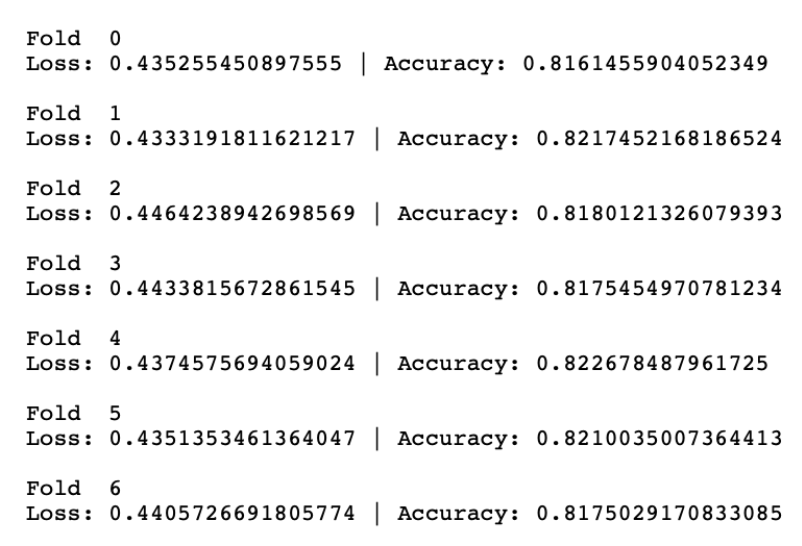 Fold  0
Loss: 0.435255450897555 | Accuracy: 0.8161455904052349
Fold  1
Loss: 0.4333191811621217 | Accuracy: 0.8217452168186524
Fold  2
Loss: 0.4464238942698569 | Accuracy: 0.8180121326079393
Fold  3
Loss: 0.4433815672861545 | Accuracy: 0.8175454970781234
Fold  4
Loss: 0.4374575694059024 | Accuracy: 0.822678487961725
Fold  5
Loss: 0.4351353461364047 | Accuracy: 0.8210035007364413
Fold  6
Loss: 0.4405726691805774 | Accuracy: 0.8175029170833085